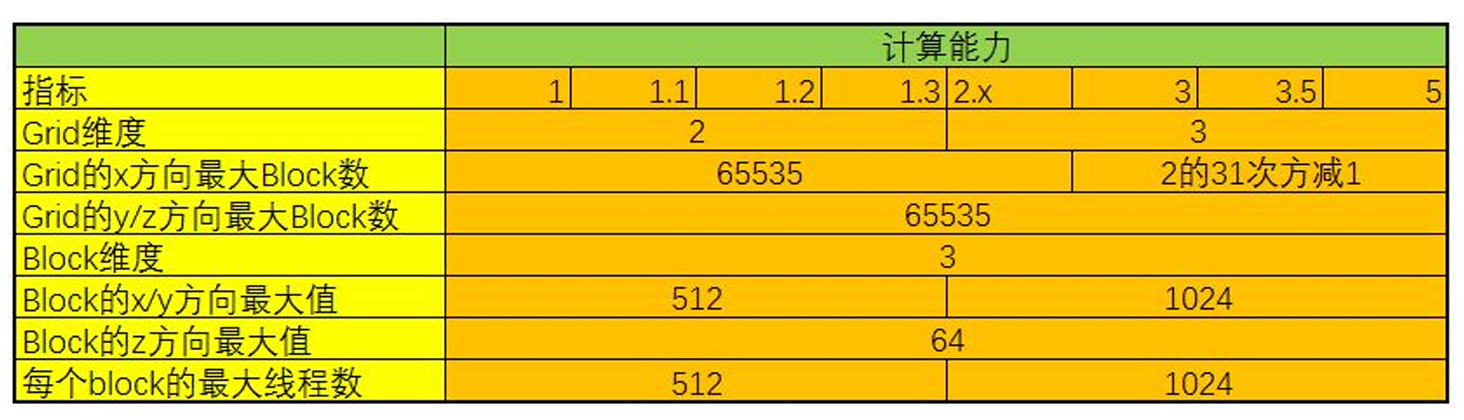 计算能力
指标 1 1.1 1.2 1.3 2.x 3 3.5 5
Grid维度 2 3
Grid的x方向最大Block数 65535 2的31次方减1
Grid的y/z方向最大Block数 65535
Block维度 3
Block的x/y方向最大值 512 1024
Block的z方向最大值 64
每个block的最大线程数 512 1024